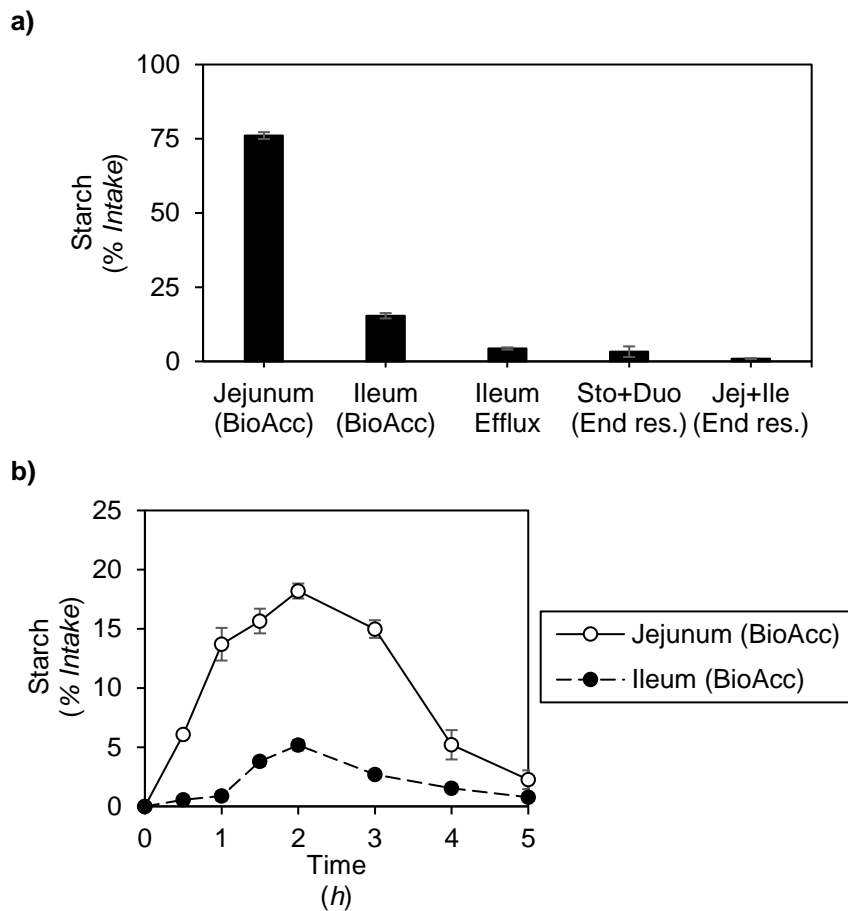 a)
100
75
50
25
0
Starch
(% Intake)
Jejunum
(BioAcc)
Ileum
(BioAcc)
Ileum
Efflux
Sto+Duo
(End res.)
Jej+Ile
(End res.)
b)
25
20
15
10
5
0
Starch
(% Intake)
0 1 2 3 4 5
Time
(h)
Jejunum (BioAcc)
Ileum (BioAcc)